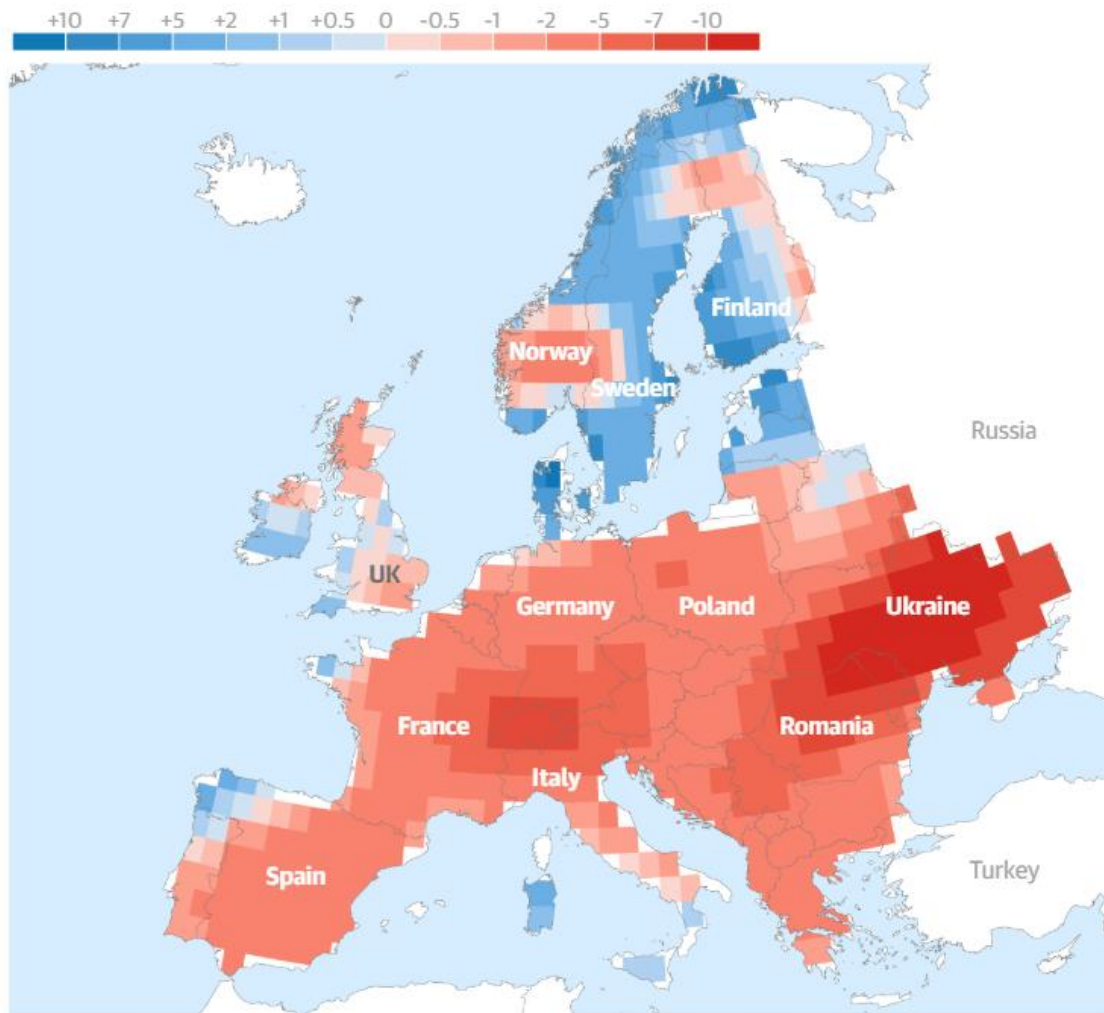 +10 +7 +5 +2 +1 +0.5 0 -0.5 -1 -2 -5 -7 -10
Finland
Norway
Sweden
Russia
UK
Germany
Poland
Ukraine
France
Romania
Italy
Spain
Turkey